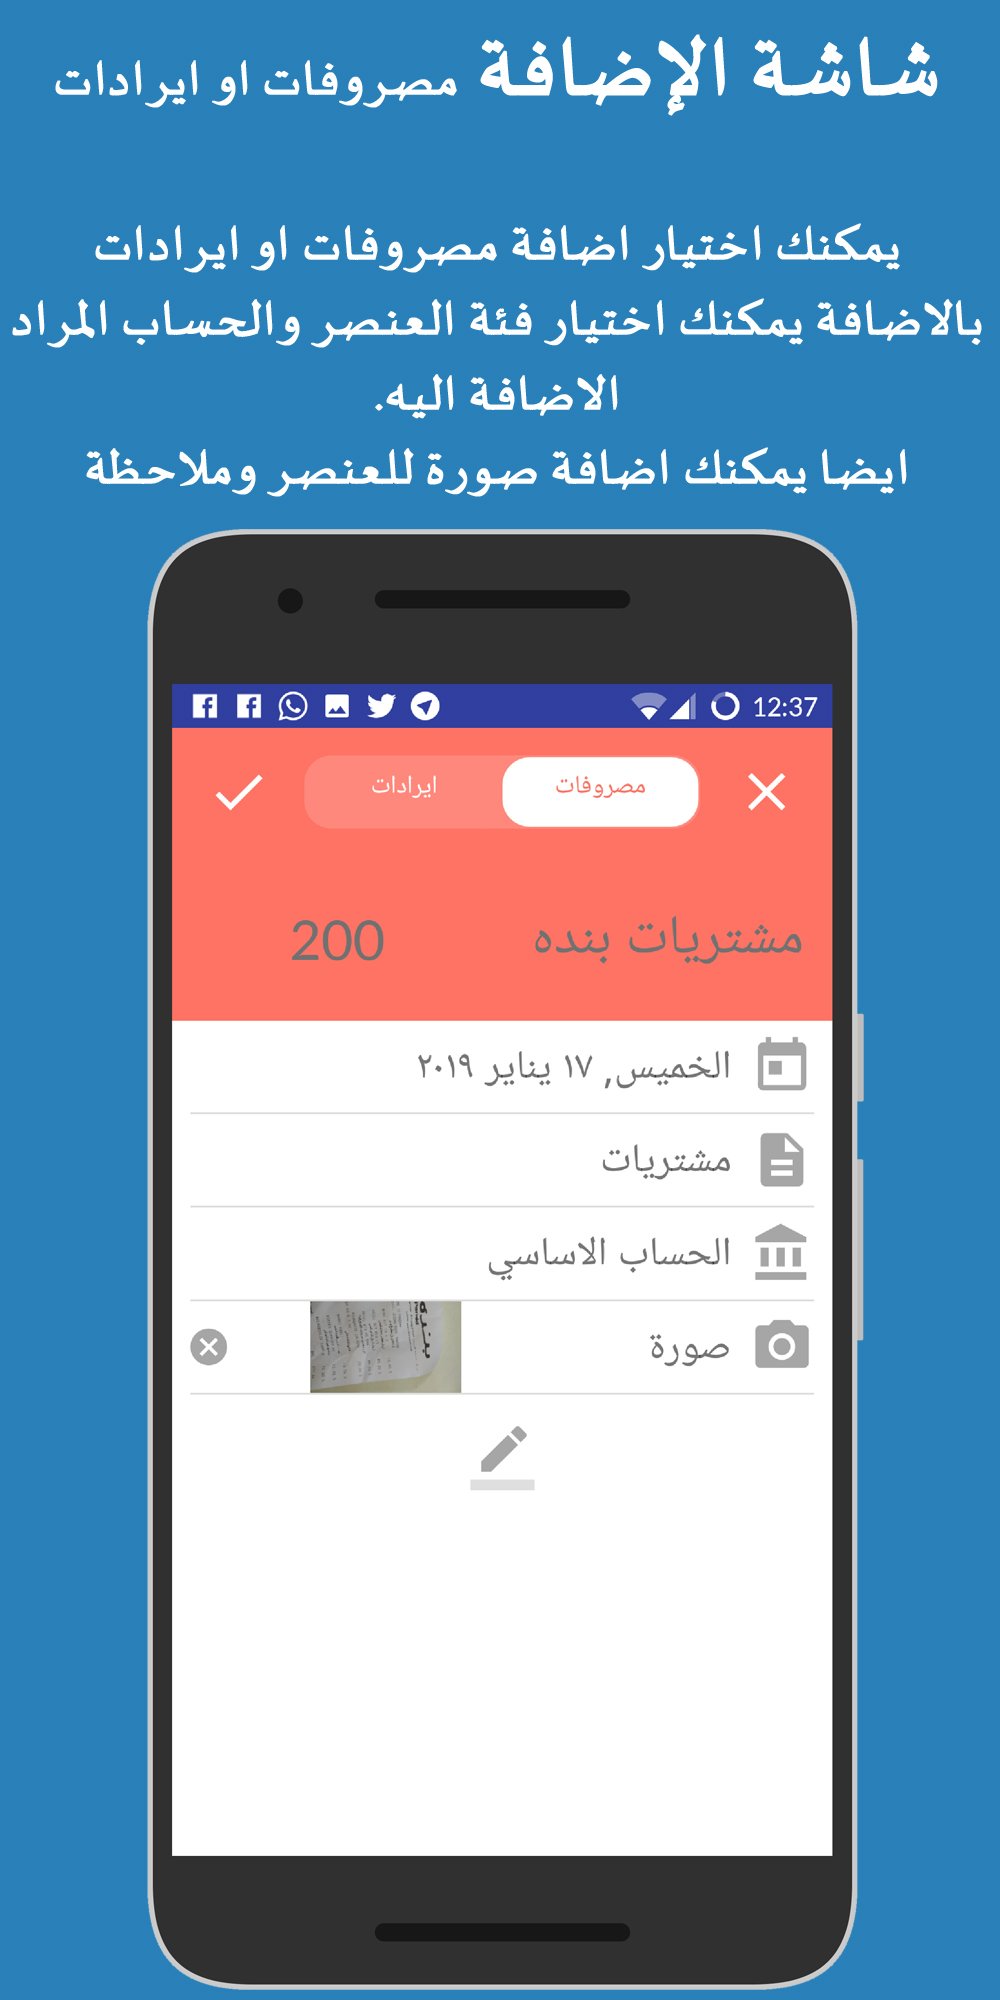 شاشة الإضافة مصروفات او ايرادات
يمكنك اختيار اضافة مصروفات او ايرادات
بالاضافة يمكنك اختيار فئة العنصر والحساب المراد
الاضافة اليه.
ايضا يمكنك اضافة صورة للعنصر وملاحظة
12:37
مصروفات
ايرادات
مشتريات بنده
200
الخميس, ١٧ يناير ٢٠١٩
مشتريات
الحساب الاساسي
صورة